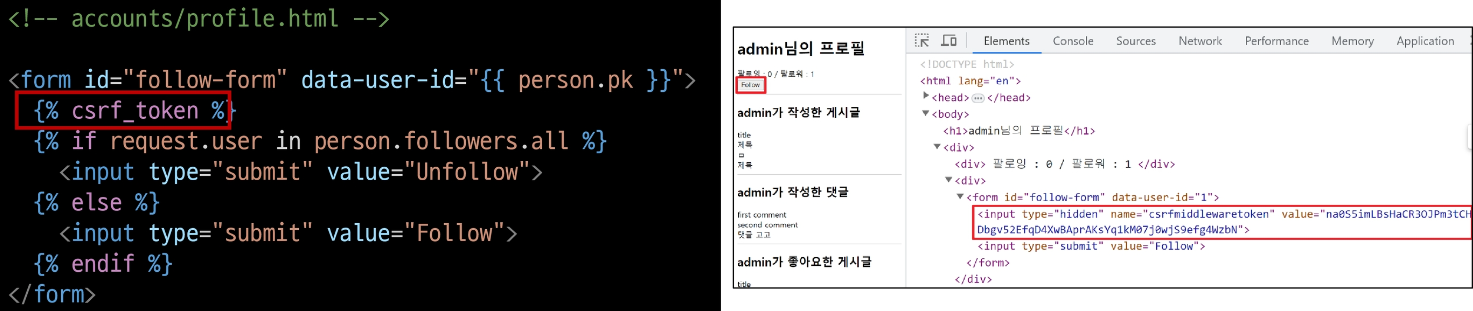 <!-- accounts/profile.html -->
<form id="follow-form" data-user-id="{{ person.pk }}">
{% csrf_token %}
{% if request.user in person.followers.all %}
<input type="submit" value="Unfollow">
{% else %}
<input type="submit" value="Follow">
{% endif %}
</form>
admin님의 프로필
팔로잉 : 0 / 팔로워 : 1
Follow
admin가 작성한 게시글
title
제목
ㅁ
제목
admin가 작성한 댓글
first comment
second comment
댓글 고고
admin가 좋아요한 게시글
title
Elements Console Sources Network Performance Memory Application
<!DOCTYPE html>
<html lang="en">
<head> ••• </head>
<body>
<h1>admin님의 프로필</h1>
<div>
<div> 팔로잉 : 0 / 팔로워 : 1 </div>
<div>
<form id="follow-form" data-user-id="1">
<input type="hidden" name="csrfmiddlewaretoken" value="na0S5imLBsHaCR3OJPm3tCH
Dbgv52EfqD4XwBAprAKsYq1kM07j0wjS9efg4WzbN">
<input type="submit" value="Follow">
</form>
</div>